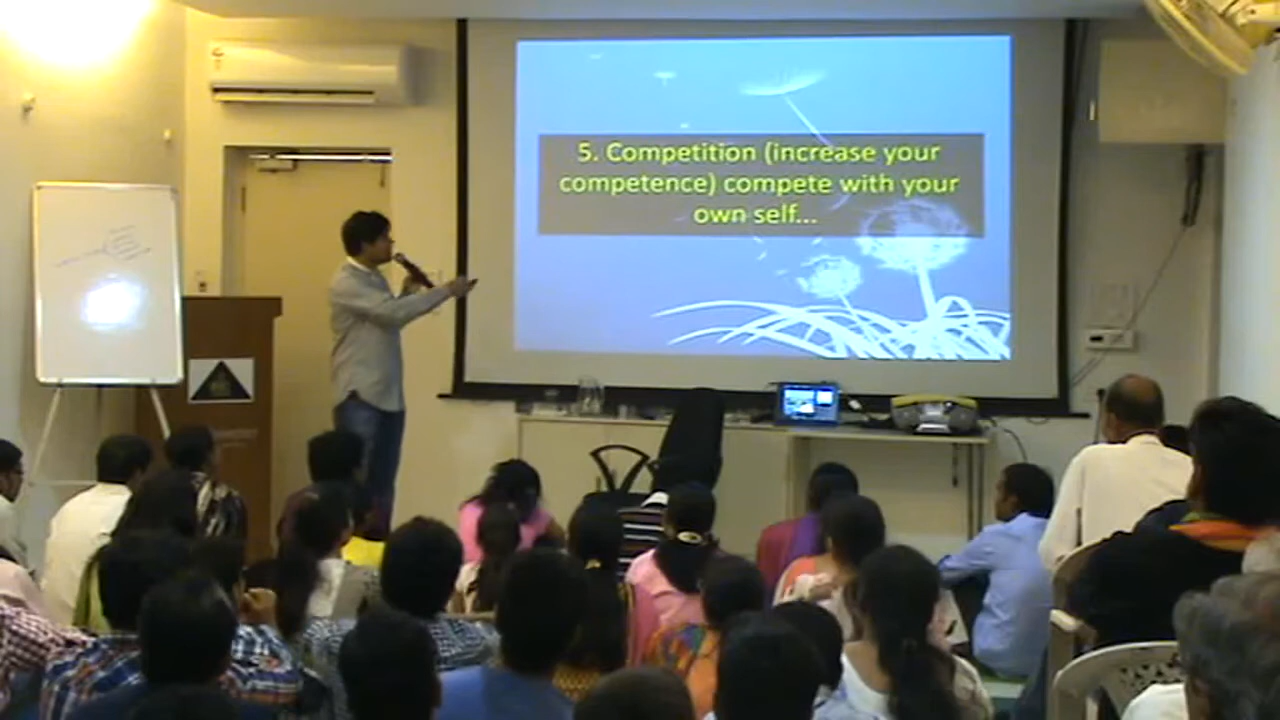 5. Competition (increase your
competence) compete with your
own self...